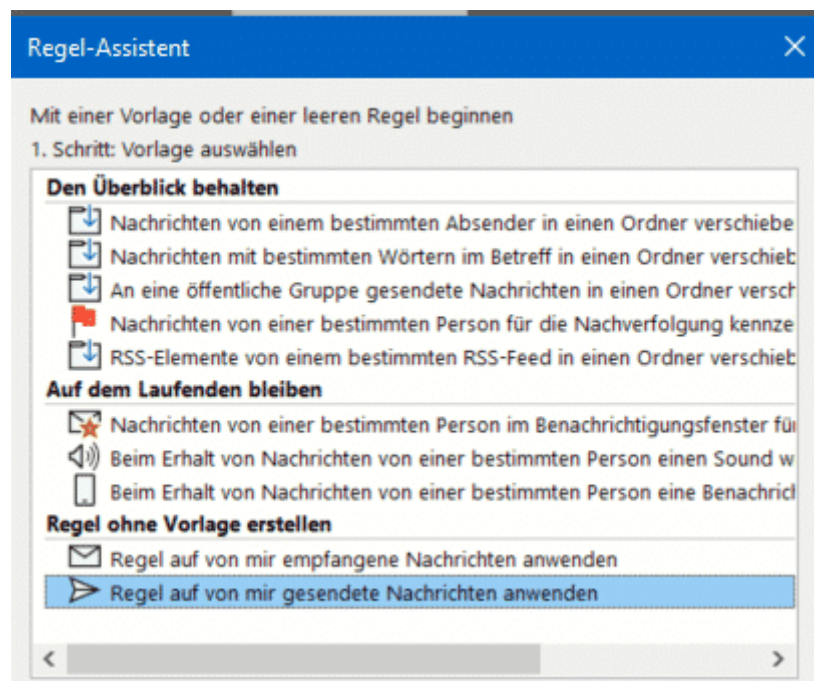 Regel-Assistent
Mit einer Vorlage oder einer leeren Regel beginnen
1. Schritt: Vorlage auswählen
Den Überblick behalten
Nachrichten von einem bestimmten Absender in einen Ordner verschiebe
Nachrichten mit bestimmten Wörtern im Betreff in einen Ordner verschieb
An eine öffentliche Gruppe gesendete Nachrichten in einen Ordner versch
Nachrichten von einer bestimmten Person für die Nachverfolgung kennze
RSS-Elemente von einem bestimmten RSS-Feed in einen Ordner verschieb
Auf dem Laufenden bleiben
Nachrichten von einer bestimmten Person im Benachrichtigungsfenster für
Beim Erhalt von Nachrichten von einer bestimmten Person einen Sound w
Beim Erhalt von Nachrichten von einer bestimmten Person eine Benachrich
Regel ohne Vorlage erstellen
Regel auf von mir empfangene Nachrichten anwenden
Regel auf von mir gesendete Nachrichten anwenden